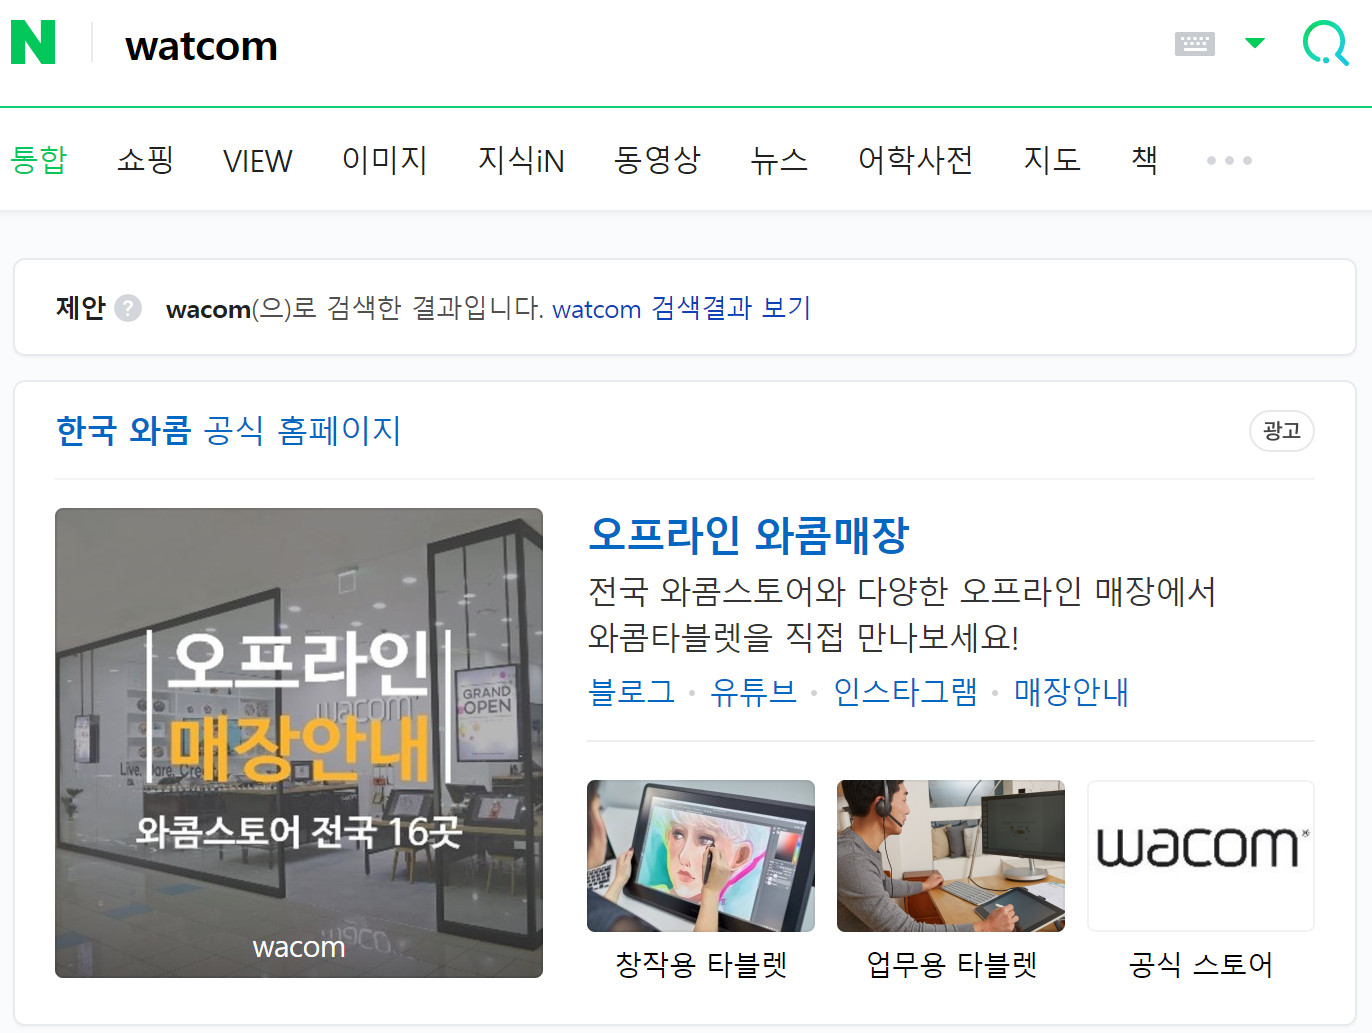 N watcom
통합 쇼핑 VIEW 이미지 지식iN 동영상 뉴스 어학사전 지도 책
제안 ? wacom(으)로 검색한 결과입니다. watcom 검색결과 보기
한국 와콤 공식 홈페이지
광고
오프라인
매장안내
와콤스토어 전국 16곳
wacom
GRAND
OPEN
wacom
Live. Dare. Create.
오프라인 와콤매장
전국 와콤스토어와 다양한 오프라인 매장에서
와콤타블렛을 직접 만나보세요!
블로그 • 유튜브 • 인스타그램 • 매장안내
wacom
창작용 타블렛 업무용 타블렛 공식 스토어